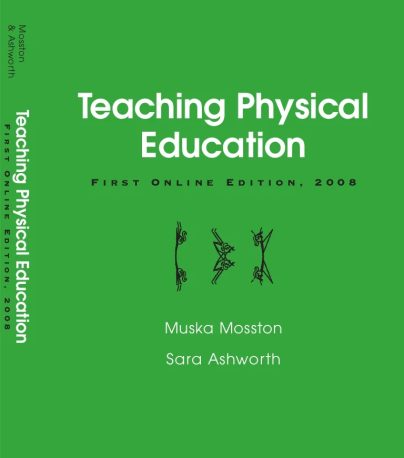 Mosston
& Ashworth
Teaching Physical Education
First Online Edition, 2008
Teaching Physical
Education
First Online Edition, 2008
Muska Mosston
Sara Ashworth